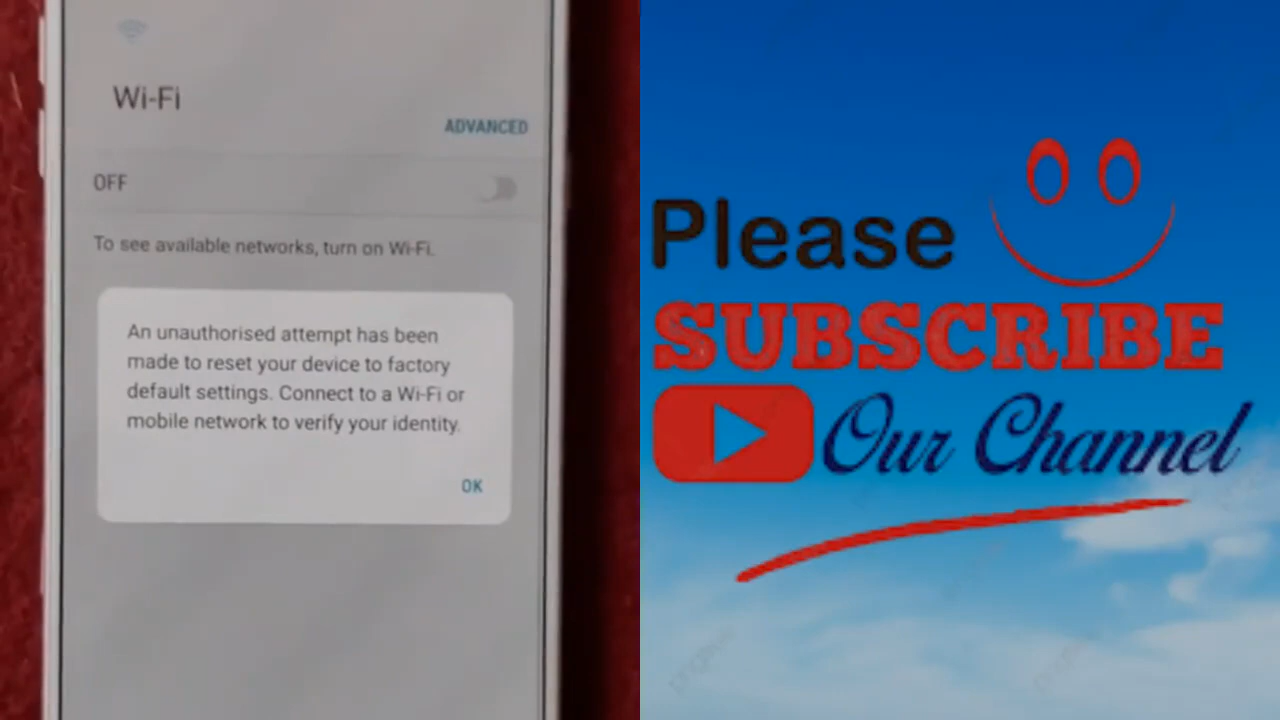 Wi-Fi
ADVANCED
OFF
To see available networks, turn on Wi-Fi.
An unauthorised attempt has been
made to reset your device to factory
default settings. Connect to a Wi-Fi or
mobile network to verify your identity.
OK
Please
SUBSCRIBE
Our Channel